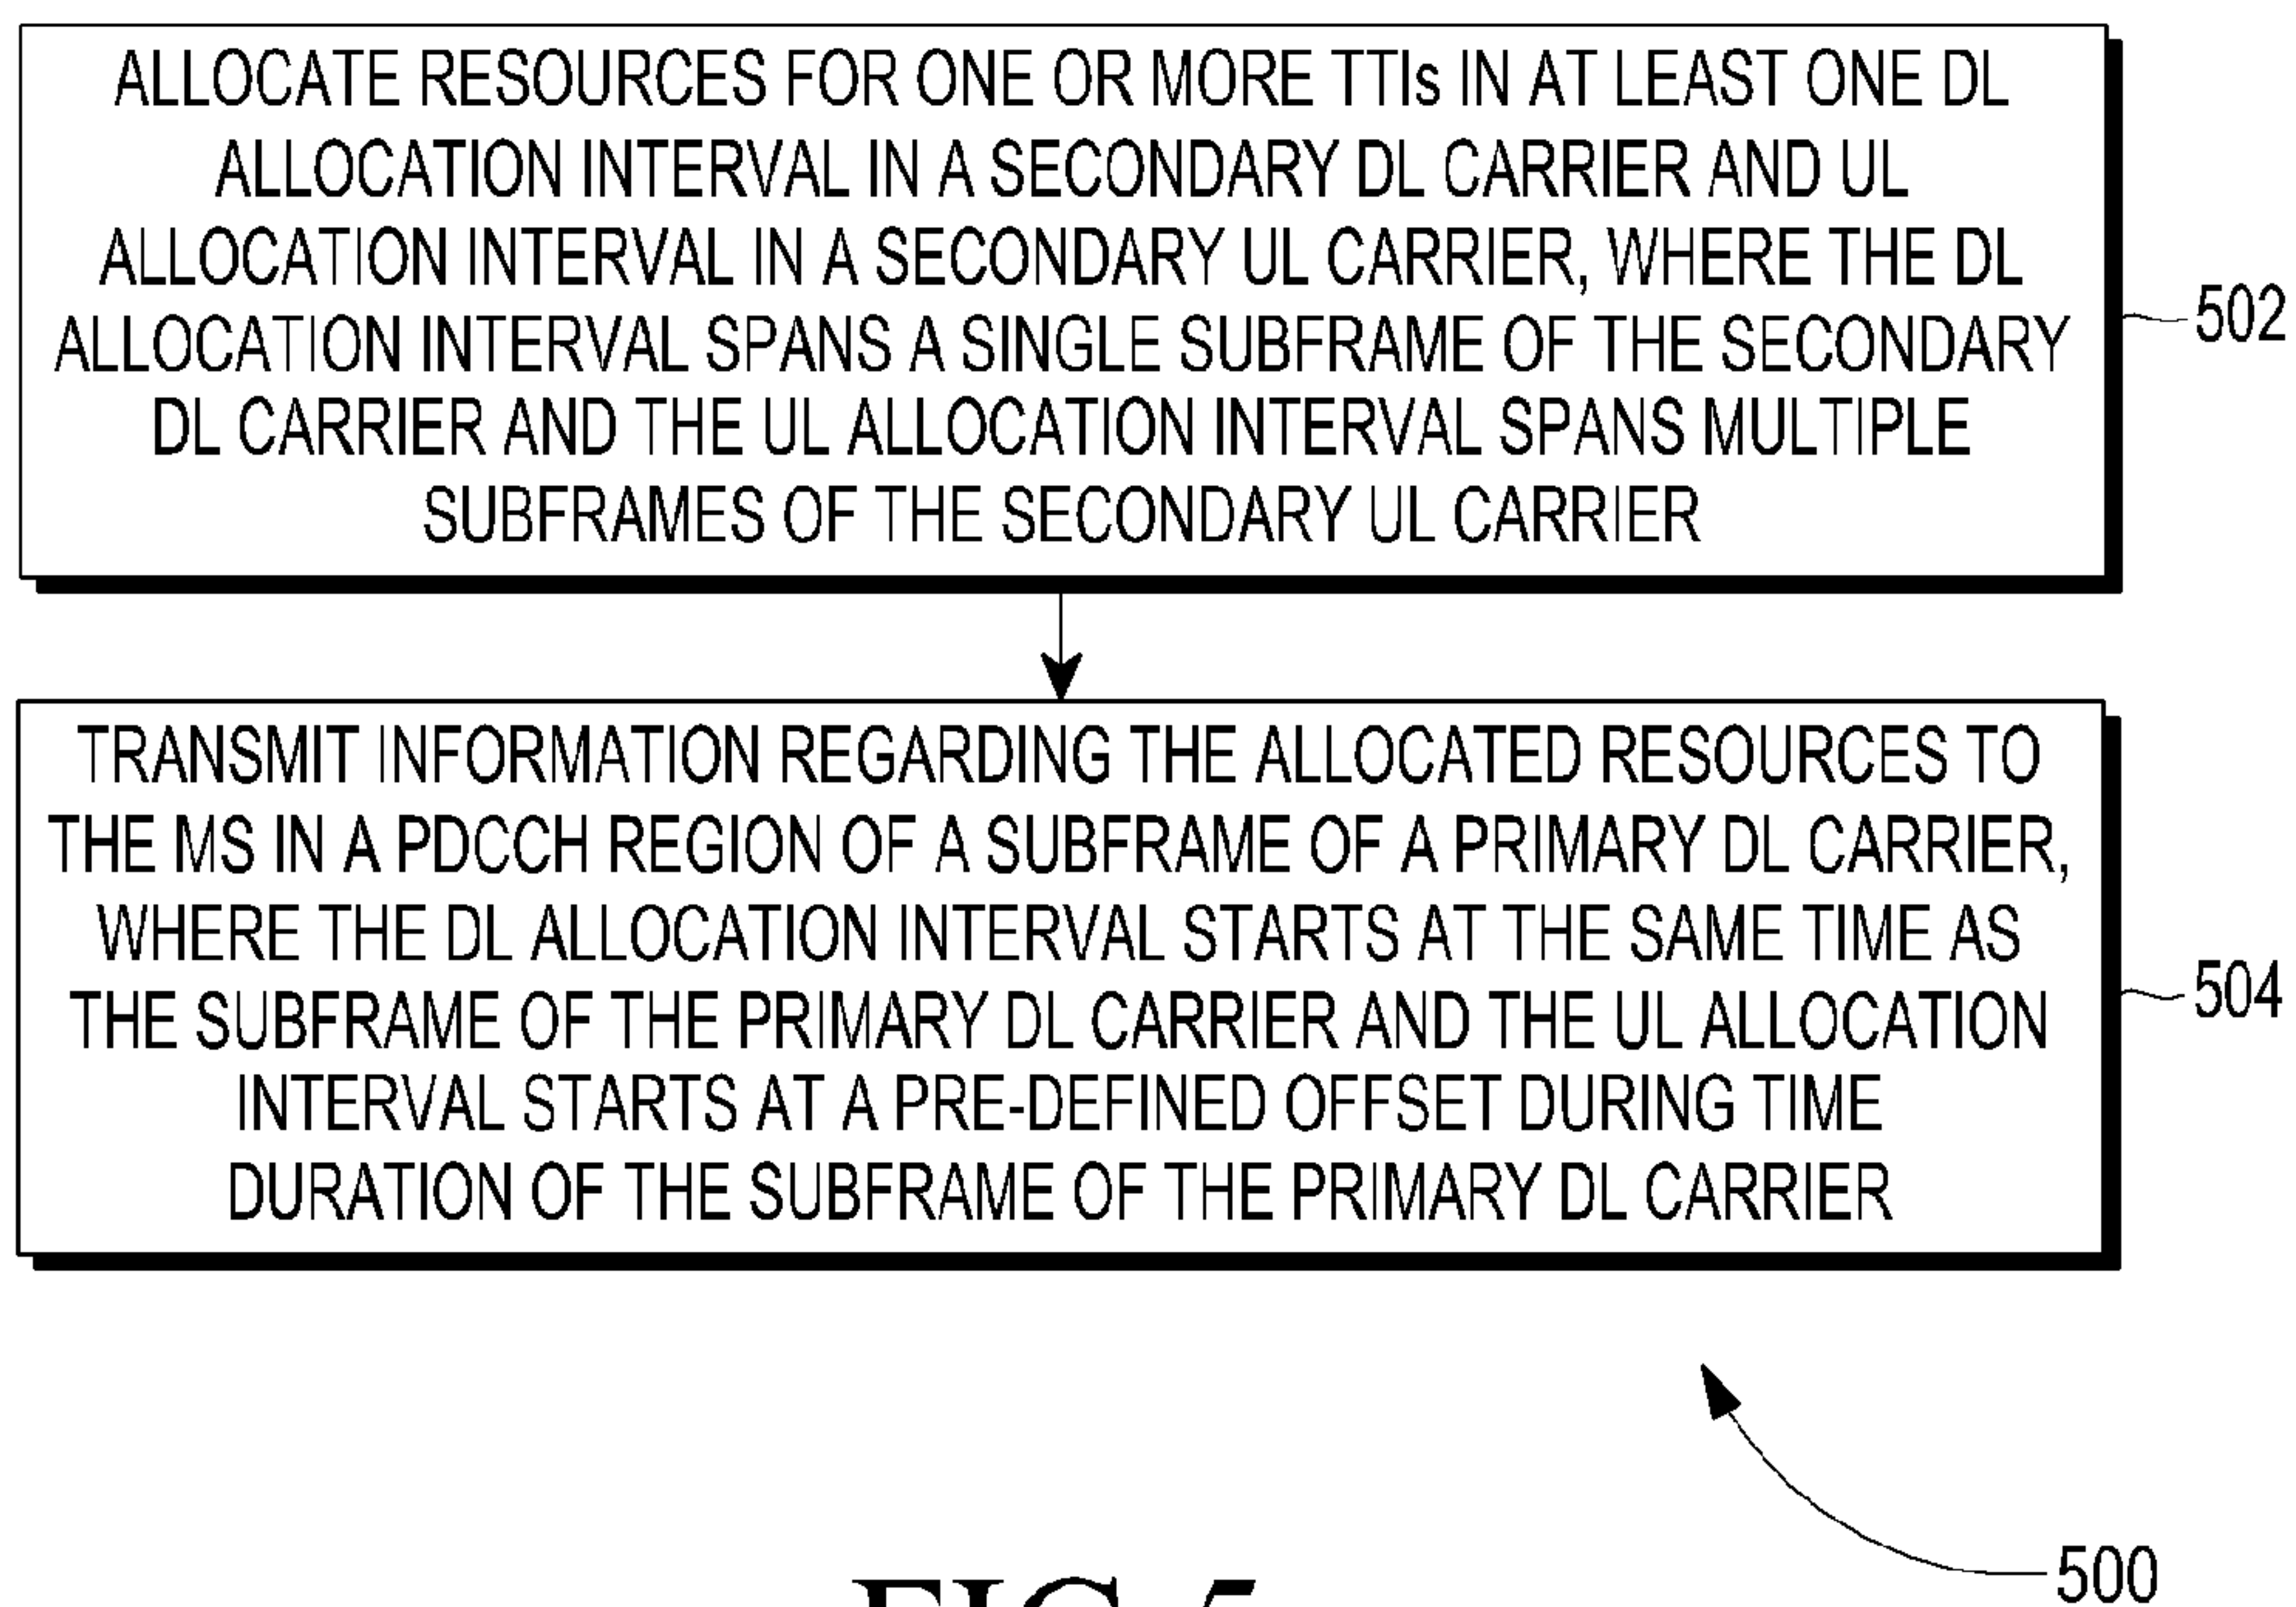 ALLOCATE RESOURCES FOR ONE OR MORE TTIs IN AT LEAST ONE DL
ALLOCATION INTERVAL IN A SECONDARY DL CARRIER AND UL
ALLOCATION INTERVAL IN A SECONDARY UL CARRIER, WHERE THE DL
ALLOCATION INTERVAL SPANS A SINGLE SUBFRAME OF THE SECONDARY
DL CARRIER AND THE UL ALLOCATION INTERVAL SPANS MULTIPLE
SUBFRAMES OF THE SECONDARY UL CARRIER
502
TRANSMIT INFORMATION REGARDING THE ALLOCATED RESOURCES TO
THE MS IN A PDCCH REGION OF A SUBFRAME OF A PRIMARY DL CARRIER,
WHERE THE DL ALLOCATION INTERVAL STARTS AT THE SAME TIME AS
THE SUBFRAME OF THE PRIMARY DL CARRIER AND THE UL ALLOCATION
INTERVAL STARTS AT A PRE-DEFINED OFFSET DURING TIME
DURATION OF THE SUBFRAME OF THE PRIMARY DL CARRIER
504
500